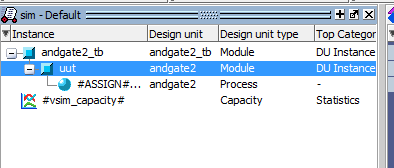 sim - Default
Instance Design unit Design unit type Top Categor
andgate2_tb andgate2_tb Module DU Instance
uut andgate2 Module DU Instance
#ASSIGN#... andgate2 Process -
#vsim_capacity# Capacity Statistics